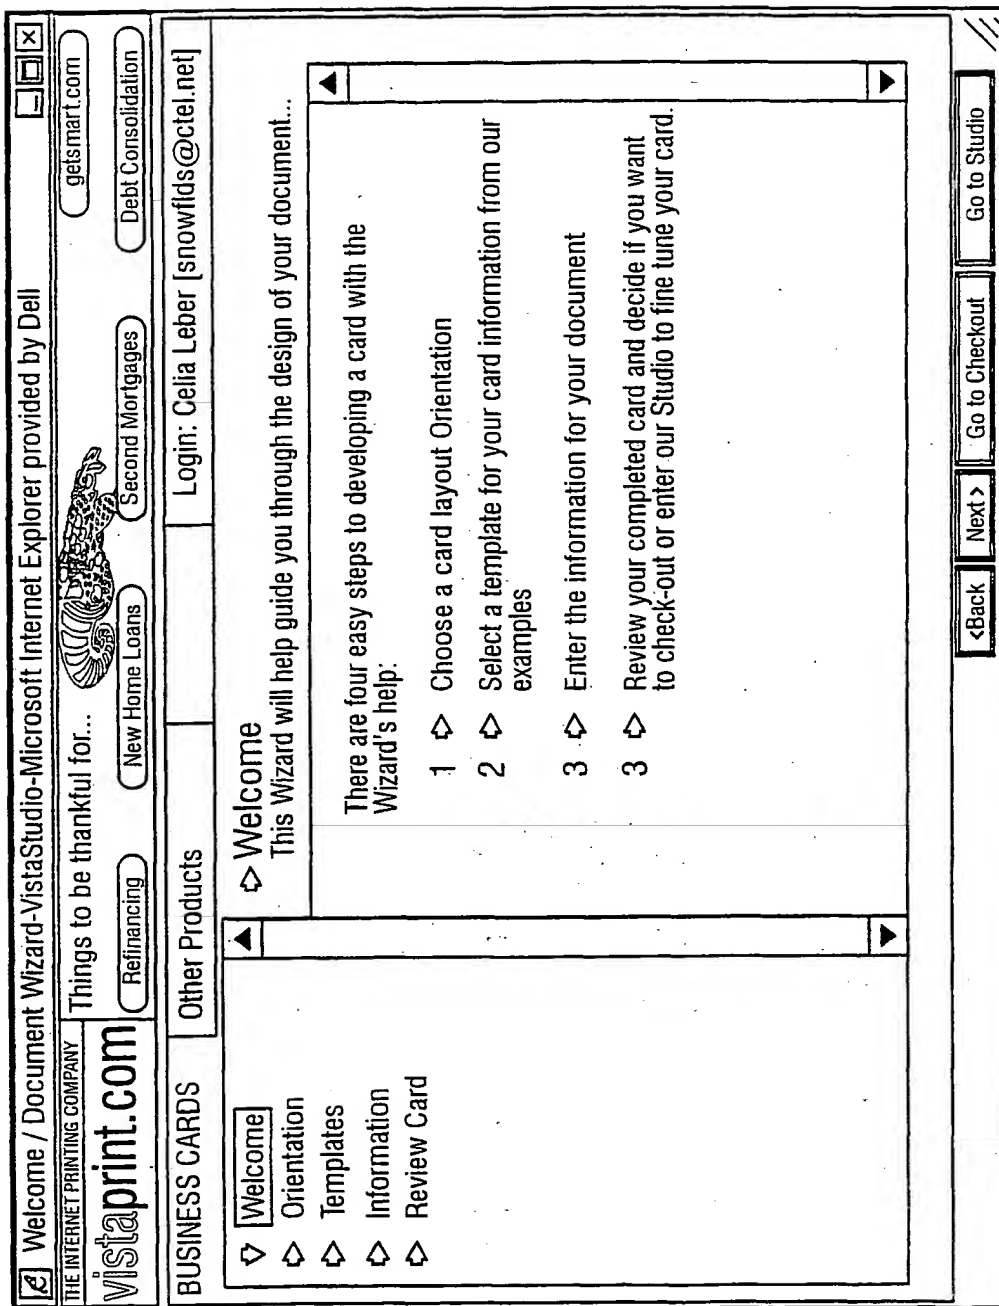 Welcome / Document Wizard-VistaStudio-Microsoft Internet Explorer provided by Dell
THE INTERNET PRINTING COMPANY
vistaprint.com
Things to be thankful for...
getsmart.com
Refinancing
New Home Loans
Second Mortgages
Debt Consolidation
BUSINESS CARDS
Other Products
Login: Celia Leber [snowflds@ctel.net]
Welcome
Orientation
Templates
Information
Review Card
Welcome
This Wizard will help guide you through the design of your document...
There are four easy steps to developing a card with the
Wizard's help:
1 Choose a card layout Orientation
2 Select a template for your card information from our
examples
3 Enter the information for your document
3 Review your completed card and decide if you want
to check-out or enter our Studio to fine tune your card.
<Back
Next>
Go to Checkout
Go to Studio